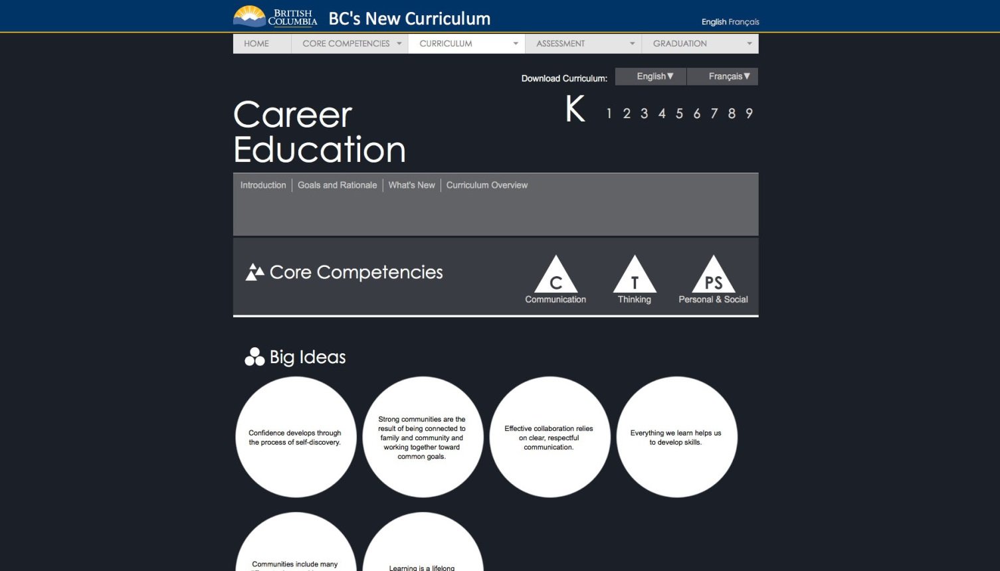 BRITISH
COLUMBIA
BC's New Curriculum
English Français
HOME
CORE COMPETENCIES
CURRICULUM
ASSESSMENT
GRADUATION
Download Curriculum:
English▼
Français▼
Career
Education
K 1 2 3 4 5 6 7 8 9
Introduction
Goals and Rationale
What's New
Curriculum Overview
Core Competencies
C
Communication
T
Thinking
PS
Personal & Social
Big Ideas
Confidence develops through
the process of self-discovery.
Strong communities are the
result of being connected to
family and community and
working together toward
common goals.
Effective collaboration relies
on clear, respectful
communication.
Everything we learn helps us
to develop skills.
Communities include many
Learning is a lifelong